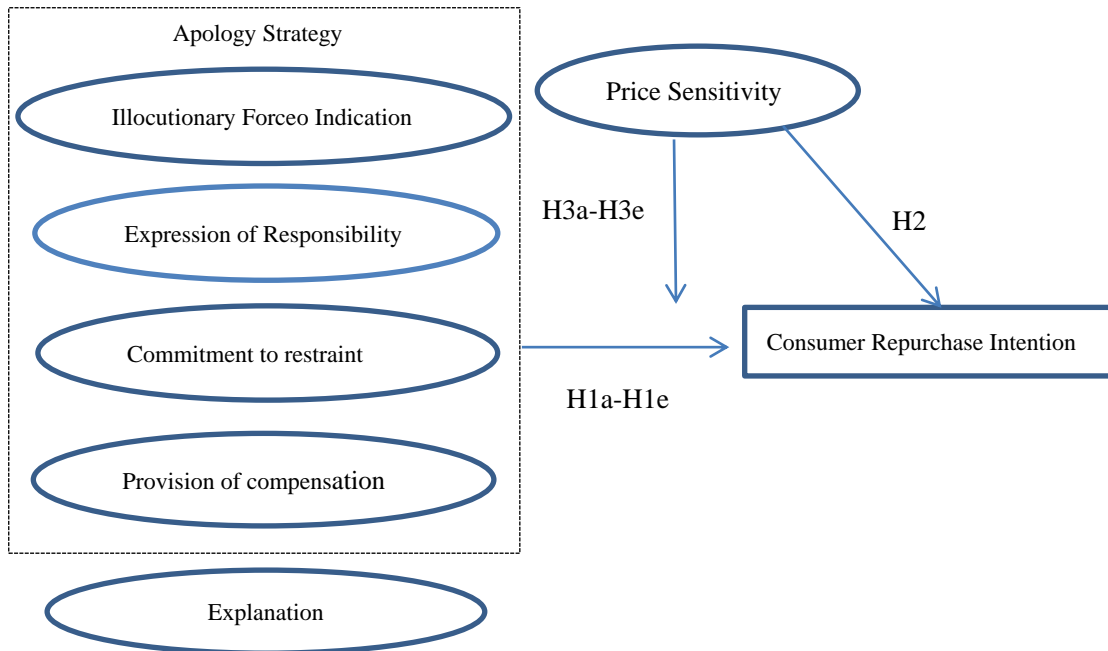 Apology Strategy
Illocutionary Forceo Indication
Expression of Responsibility
Commitment to restraint
Provision of compensation
Explanation
Price Sensitivity
H3a-H3e
H2
Consumer Repurchase Intention
H1a-H1e